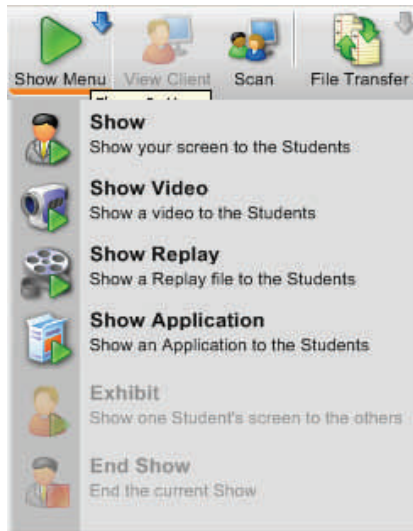 Show Menu View Client Scan File Transfer
Show
Show your screen to the Students
Show Video
Show a video to the Students
Show Replay
Show a Replay file to the Students
Show Application
Show an Application to the Students
Exhibit
Show one Student's screen to the others
End Show
End the current Show